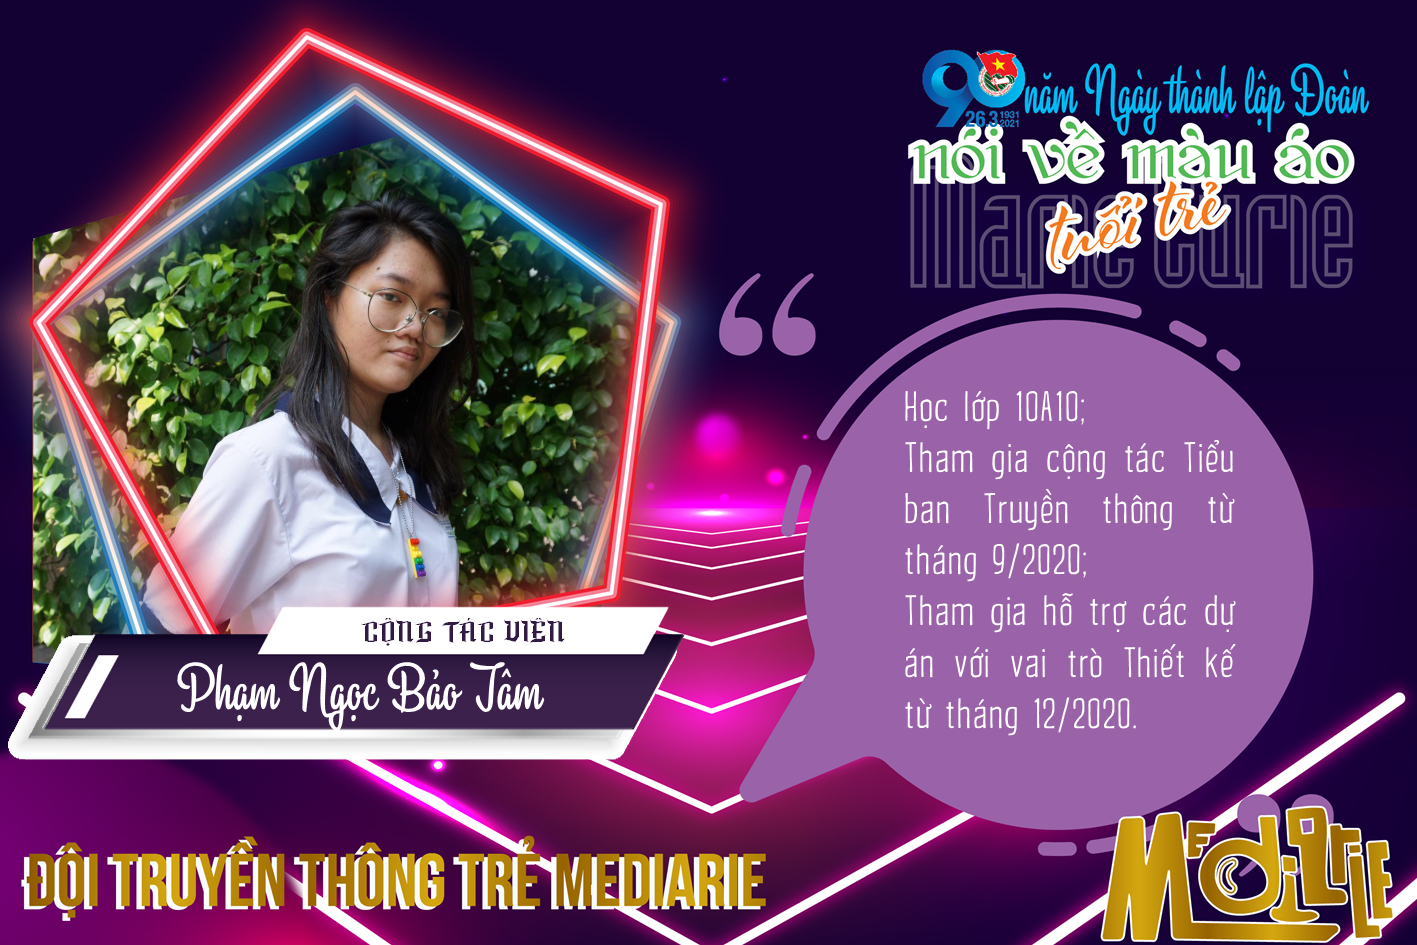 90 năm Ngày thành lập Đoàn
26.3 1931
2021
nói về màu áo
Marie Curie
tuổi trẻ
Học lớp 10A10;
Tham gia cộng tác Tiểu
ban Truyền thông từ
tháng 9/2020;
Tham gia hỗ trợ các dự
án với vai trò Thiết kế
từ tháng 12/2020.
CỘNG TÁC VIÊN
Phạm Ngọc Bảo Tâm
ĐỘI TRUYỀN THÔNG TRẺ MEDIARIE
MEDIARIE